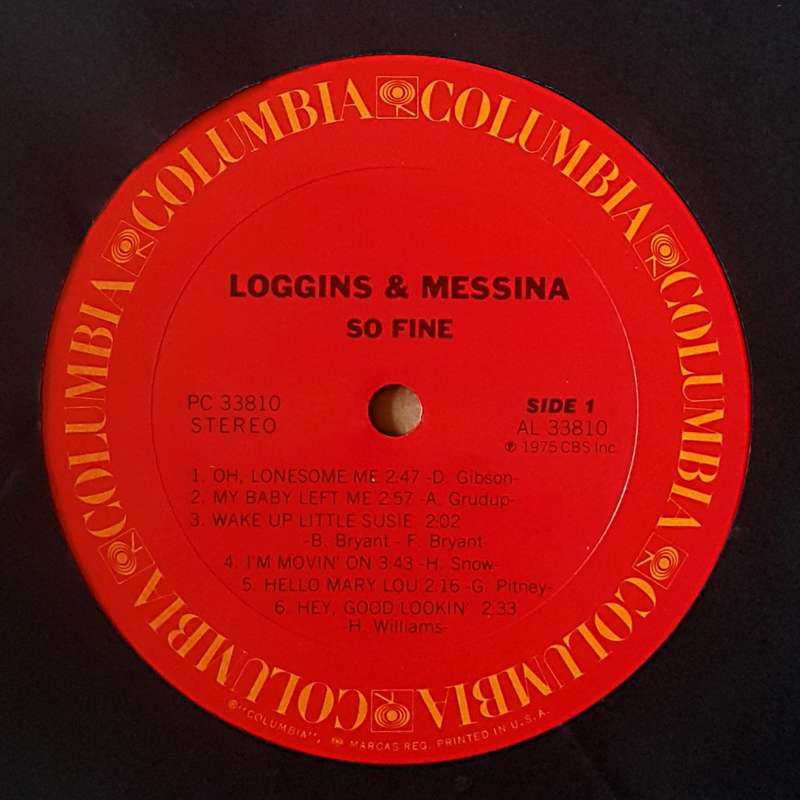 COLUMBIA COLUMBIA COLUMBIA COLUMBIA COLUMBIA COLUMBIA
LOGGINS & MESSINA
SO FINE
PC 33810
STEREO
SIDE 1
AL 33810
℗ 1975 CBS Inc.
1. OH, LONESOME ME 2:47 -D. Gibson-
2. MY BABY LEFT ME 2:57 -A. Grudup-
3. WAKE UP LITTLE SUSIE 2:02
-B. Bryant - F. Bryant-
4. I'M MOVIN' ON 3:43 -H. Snow-
5. HELLO MARY LOU 2:16 -G. Pitney-
6. HEY, GOOD LOOKIN' 2:33
-H. Williams-
®"COLUMBIA", MARCAS REG. PRINTED IN U.S.A.